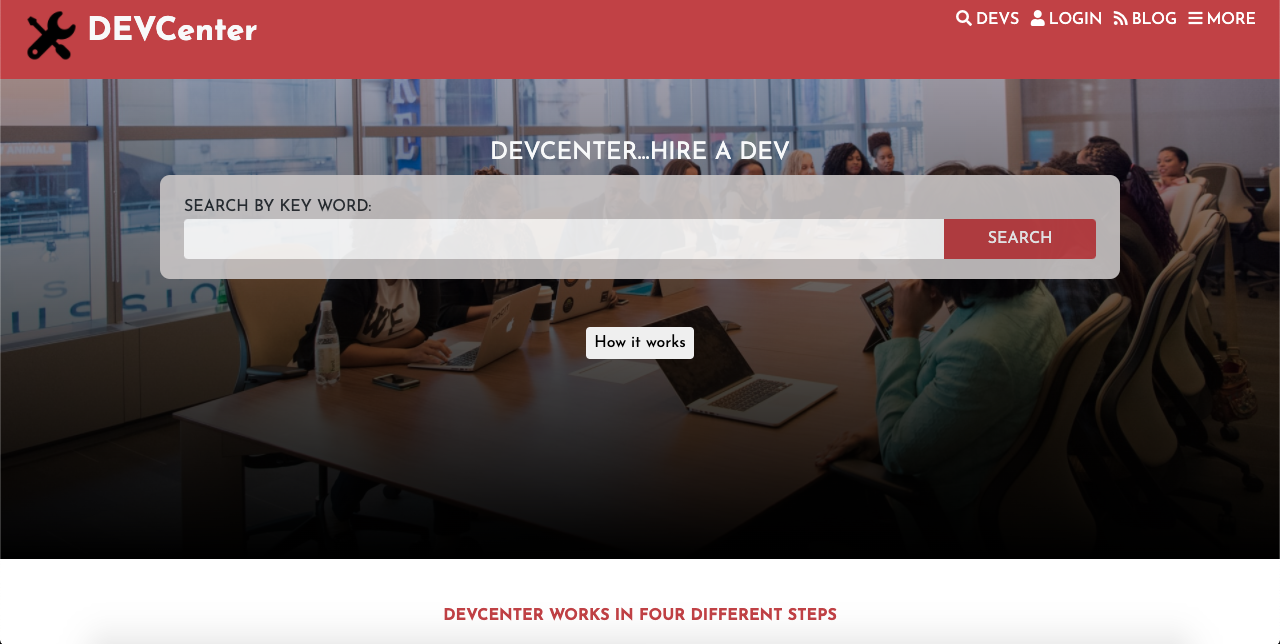 DEVCenter
DEVS LOGIN BLOG MORE
DEVCENTER...HIRE A DEV
SEARCH BY KEY WORD:
SEARCH
How it works
DEVCENTER WORKS IN FOUR DIFFERENT STEPS